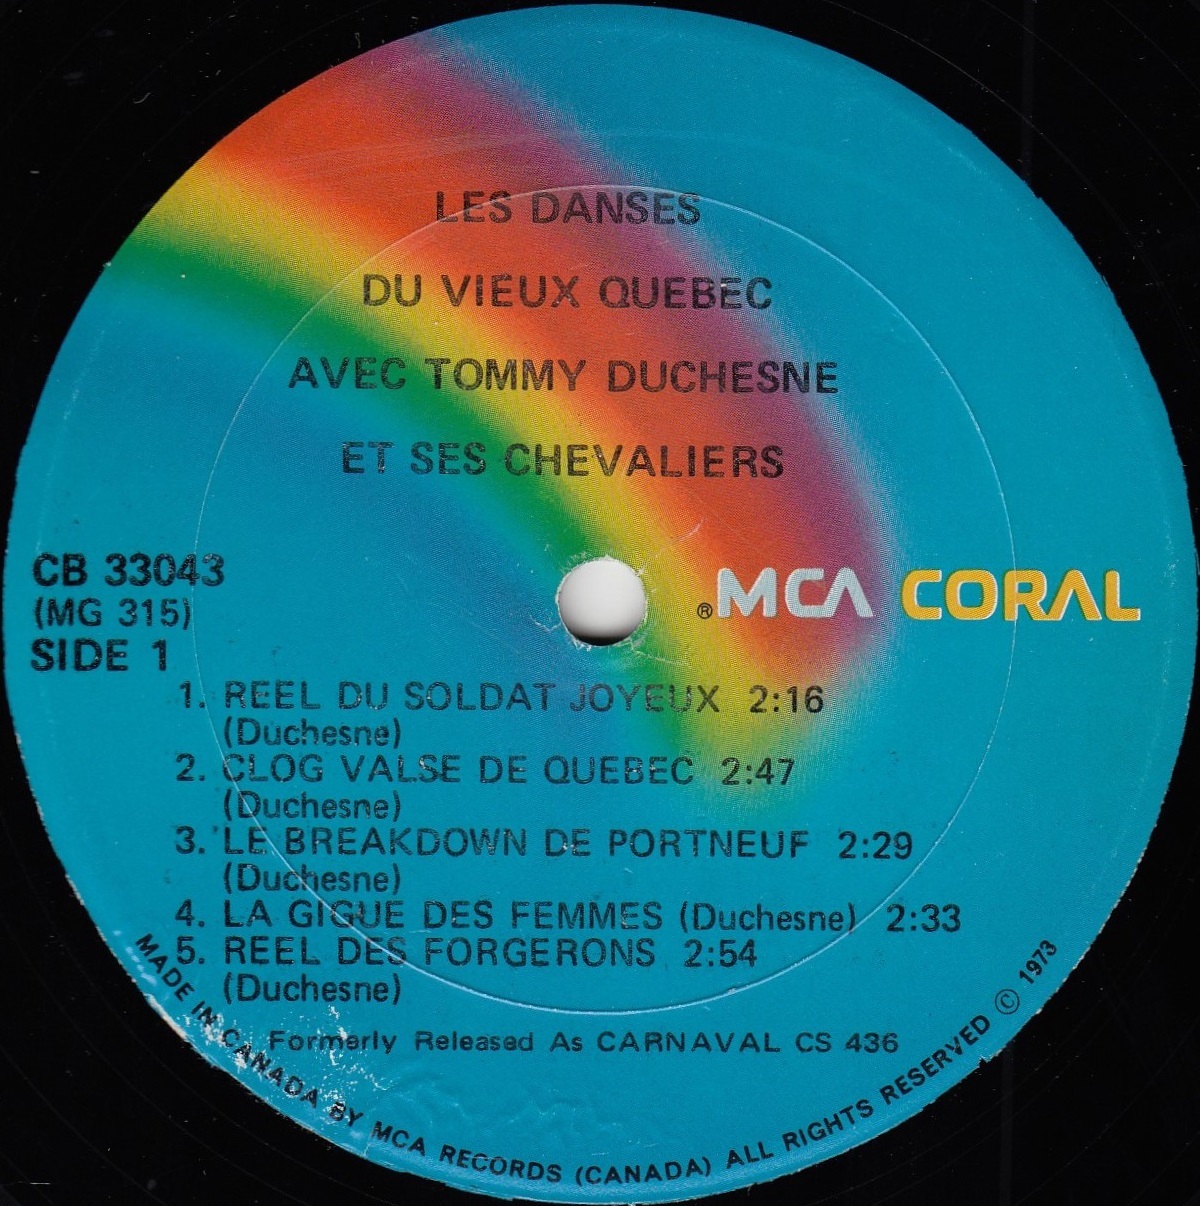 LES DANSES
DU VIEUX QUEBEC
AVEC TOMMY DUCHESNE
ET SES CHEVALIERS
CB 33043
(MG 315)
SIDE 1
® MCA CORAL
1. REEL DU SOLDAT JOYEUX 2:16
(Duchesne)
2. CLOG VALSE DE QUEBEC 2:47
(Duchesne)
3. LE BREAKDOWN DE PORTNEUF 2:29
(Duchesne)
4. LA GIGUE DES FEMMES (Duchesne) 2:33
5. REEL DES FORGERONS 2:54
(Duchesne)
Formerly Released As CARNAVAL CS 436
MADE IN CANADA BY MCA RECORDS (CANADA) ALL RIGHTS RESERVED © 1973